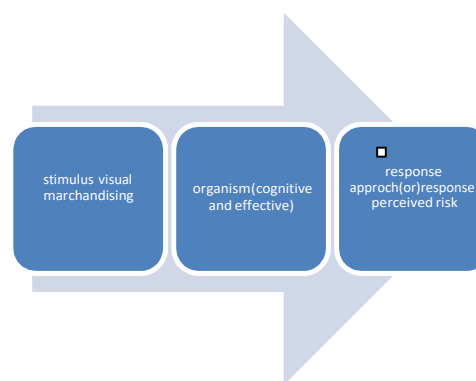 stimulus visual
marchandising
organism(cognitive
and effective)
response
approch(or)response
perceived risk